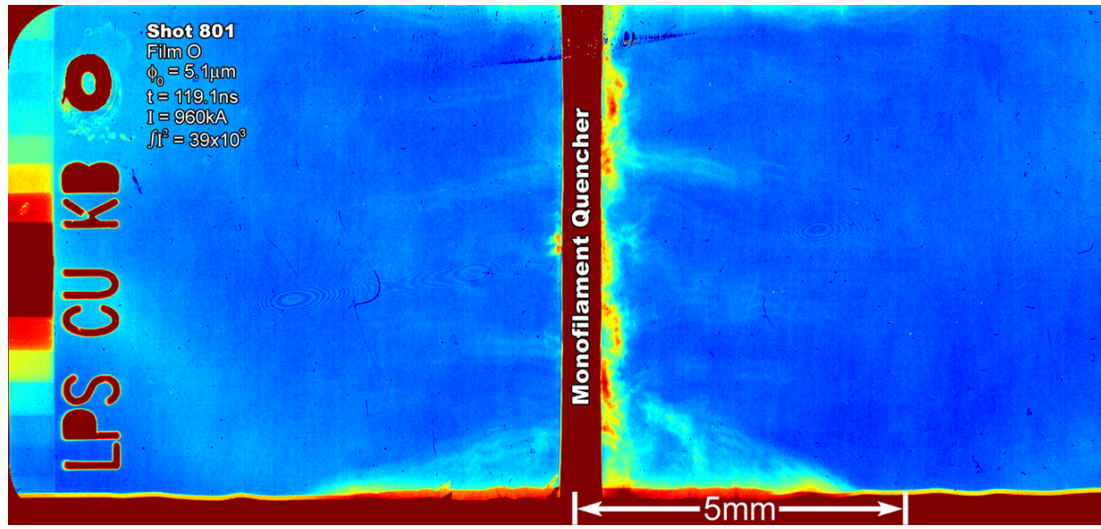 Shot 801
Film O
ϕ₀ = 5.1μm
t = 119.1ns
I = 960kA
∫I² = 39x10³
LPS CU KB O
Monofilament Quencher
5mm